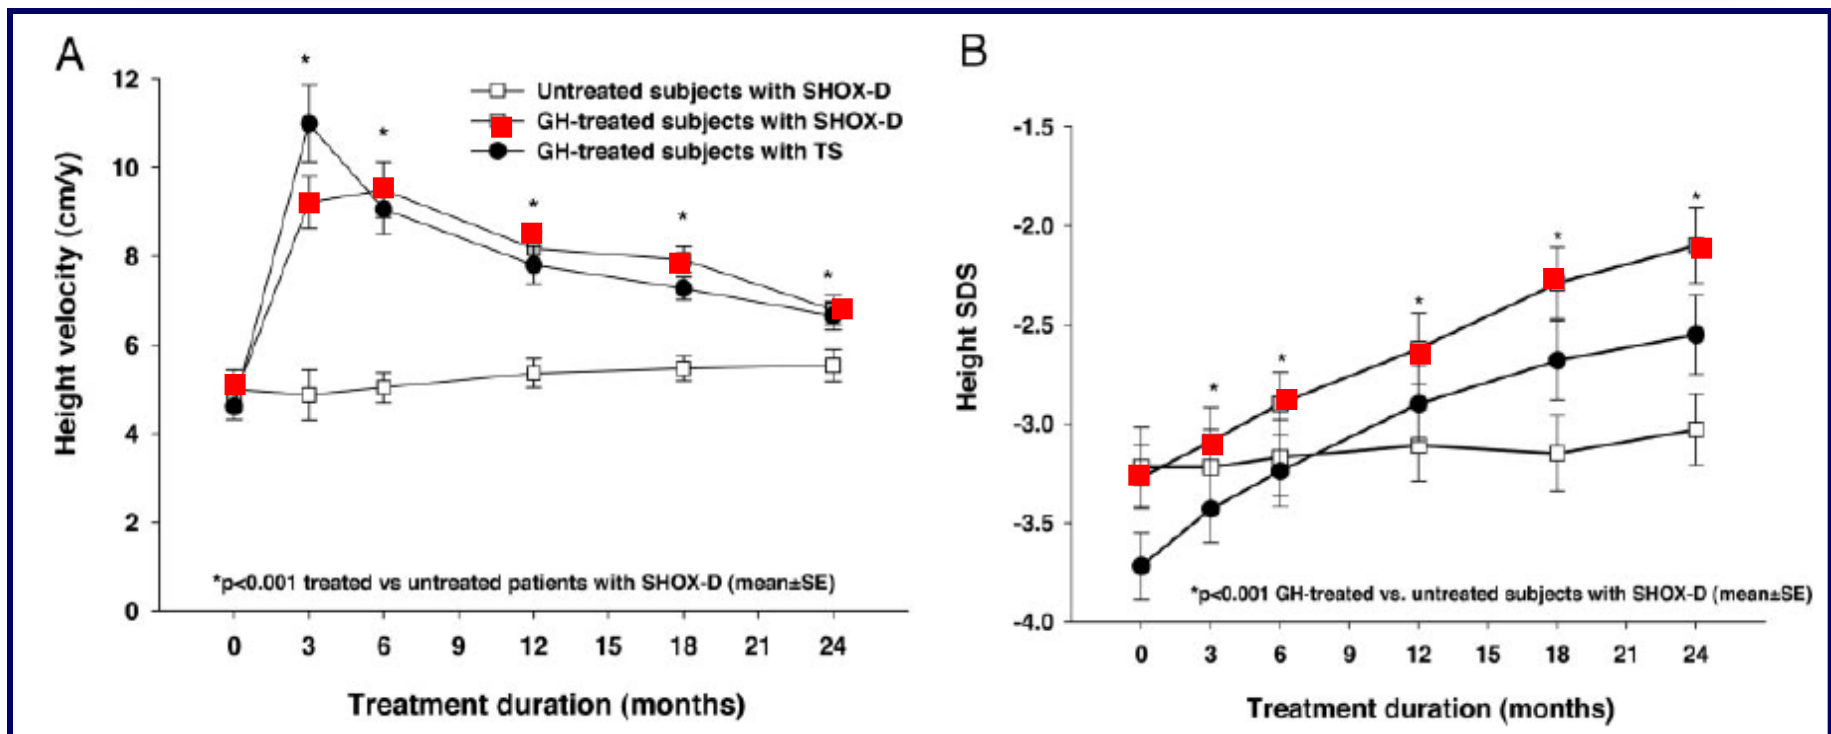 A
12
10
8
6
4
2
0
Height velocity (cm/y)
*
*
*
*
*
Untreated subjects with SHOX-D
GH-treated subjects with SHOX-D
GH-treated subjects with TS
*p<0.001 treated vs untreated patients with SHOX-D (mean±SE)
0 3 6 9 12 15 18 21 24
Treatment duration (months)
B
-1.5
-2.0
-2.5
-3.0
-3.5
-4.0
Height SDS
*
*
*
*
*
*p<0.001 GH-treated vs. untreated subjects with SHOX-D (mean±SE)
0 3 6 9 12 15 18 21 24
Treatment duration (months)